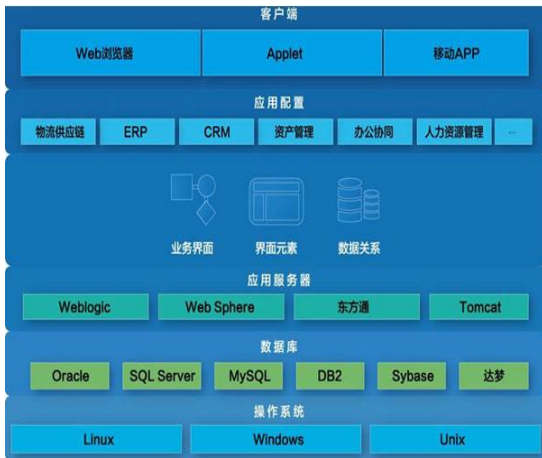 客户端
Web浏览器 Applet 移动APP
应用配置
物流供应链 ERP CRM 资产管理 办公协同 人力资源管理 ...
业务界面 界面元素 数据关系
应用服务器
Weblogic Web Sphere 东方通 Tomcat
数据库
Oracle SQL Server MySQL DB2 Sybase 达梦
操作系统
Linux Windows Unix